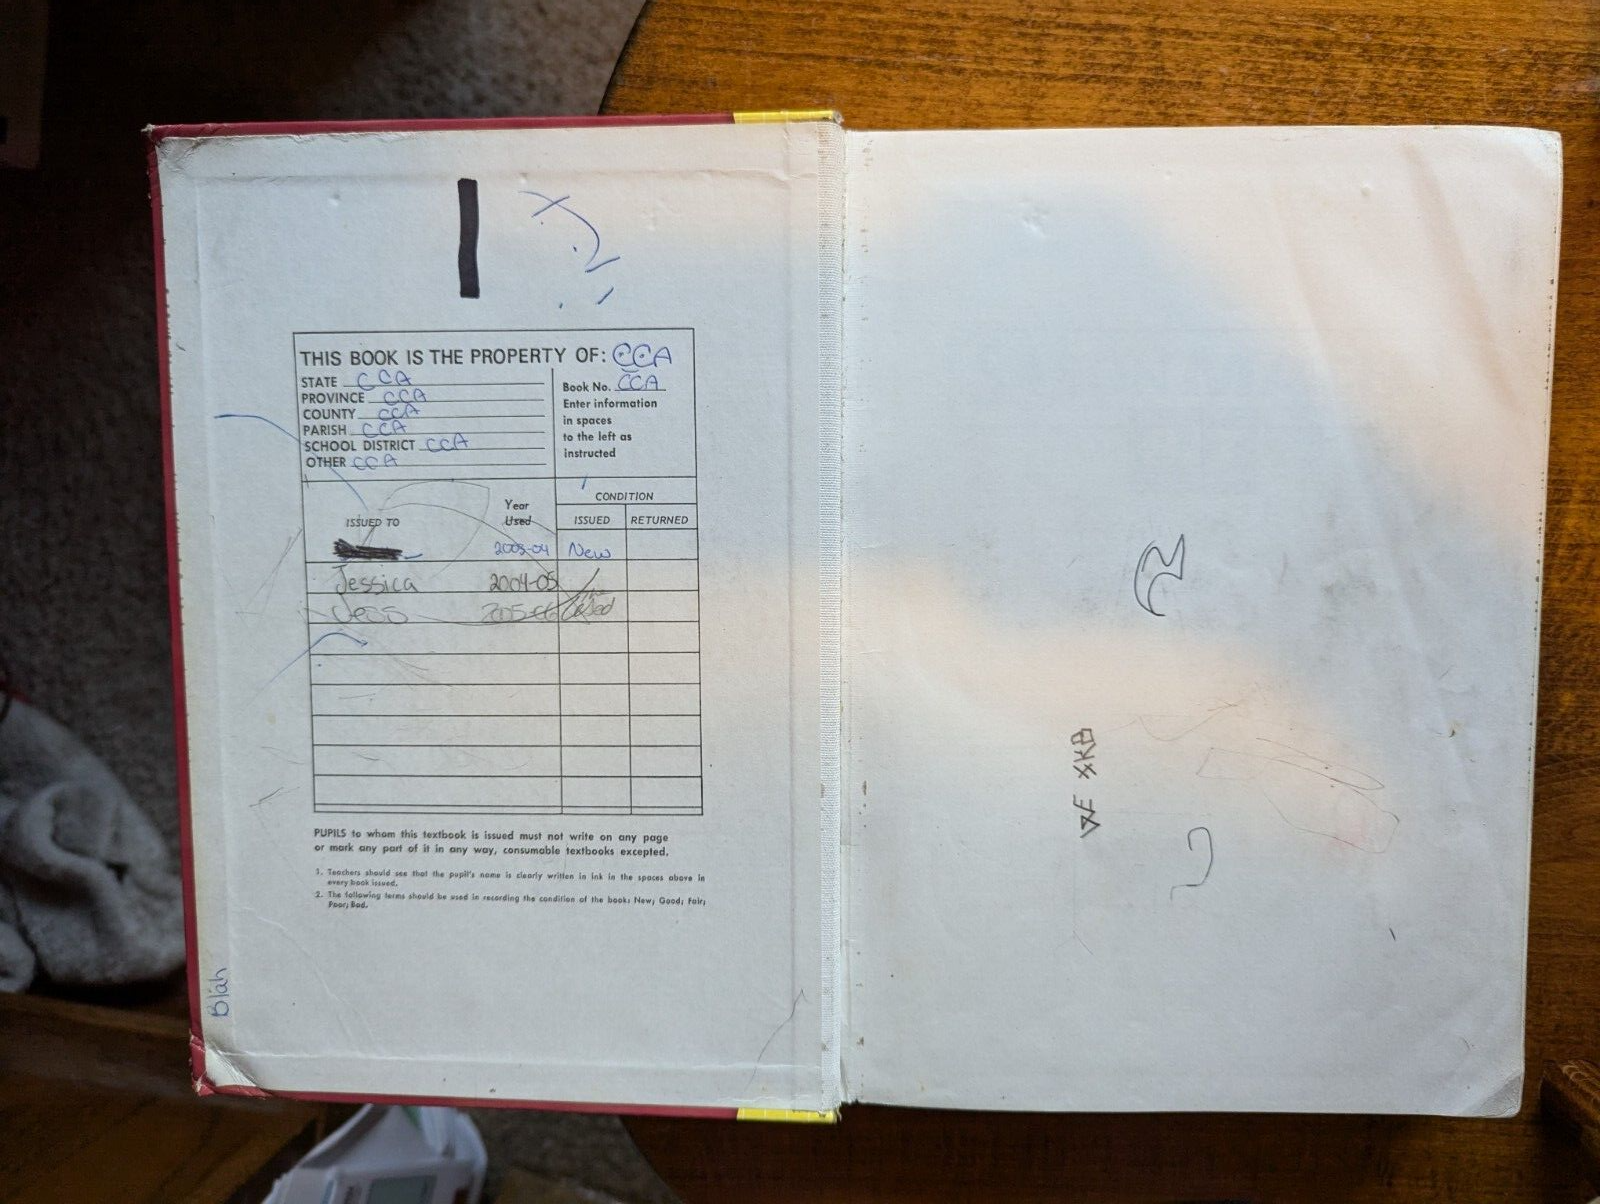 THIS BOOK IS THE PROPERTY OF: CCA
STATE CCA
PROVINCE CCA
COUNTY CCA
PARISH CCA
SCHOOL DISTRICT CCA
OTHER CCA
Book No. CCA
Enter information
in spaces
to the left as
instructed
ISSUED TO
Year
Used
CONDITION
ISSUED
RETURNED
2003-04 New
Jessica 2004-05
Jess 2005-06 Used
PUPILS to whom this textbook is issued must not write on any page
or mark any part of it in any way, consumable textbooks excepted.
1. Teachers should see that the pupil's name is clearly written in ink in the spaces above in
every book issued.
2. The following terms should be used in recording the condition of the book: New; Good; Fair;
Poor; Bad.
Blah